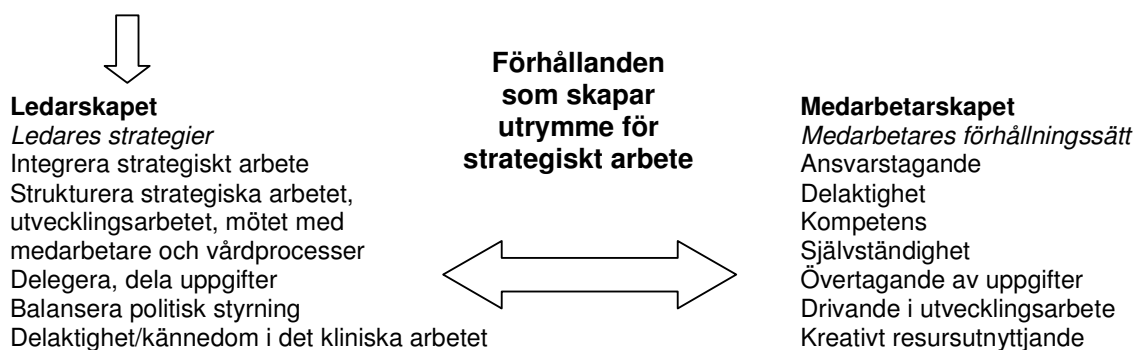 Förhållanden
som skapar
utrymme för
strategiskt arbete
Ledarskapet
Ledares strategier
Integrera strategiskt arbete
Strukturera strategiska arbetet,
utvecklingsarbetet, mötet med
medarbetare och vårdprocesser
Delegera, dela uppgifter
Balansera politisk styrning
Delaktighet/kännedom i det kliniska arbetet
Medarbetarskapet
Medarbetares förhållningssätt
Ansvarstagande
Delaktighet
Kompetens
Självständighet
Övertagande av uppgifter
Drivande i utvecklingsarbete
Kreativt resursutnyttjande